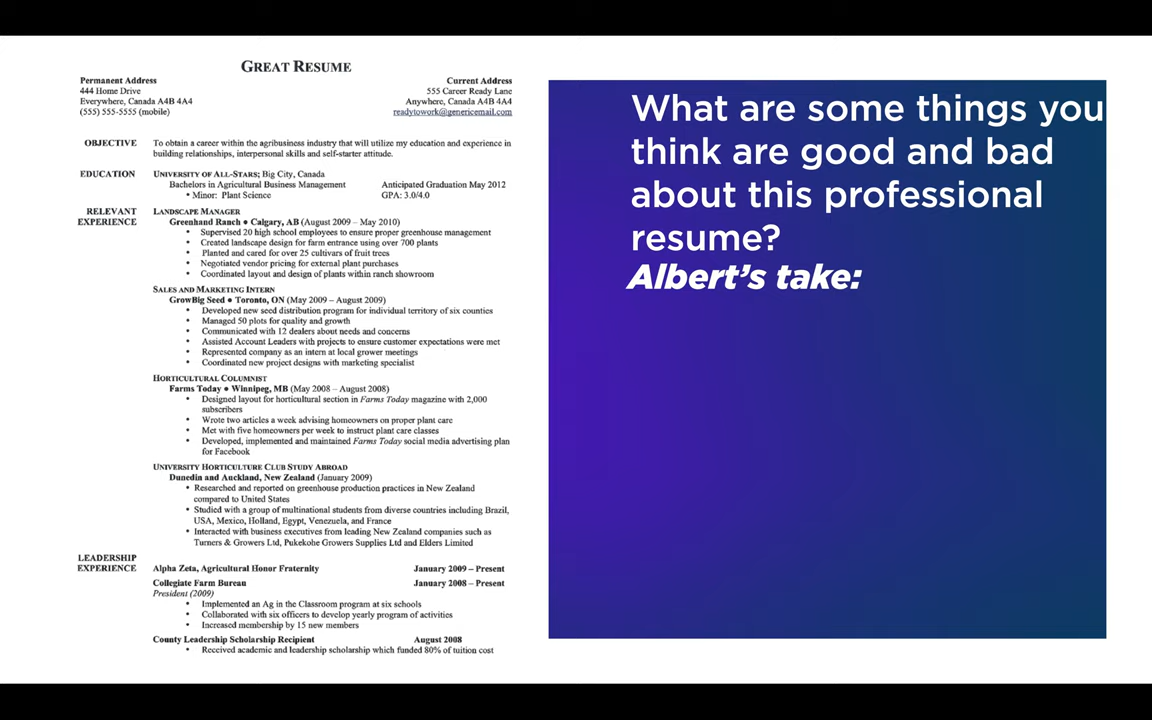 GREAT RESUME
Permanent Address
444 Home Drive
Everywhere, Canada A4B 4A4
(555) 555-5555 (mobile)
Current Address
555 Career Ready Lane
Anywhere, Canada A4B 4A4
readytowork@genericemail.com
OBJECTIVE
To obtain a career within the agribusiness industry that will utilize my education and experience in
building relationships, interpersonal skills and self-starter attitude.
EDUCATION
UNIVERSITY OF ALL-STARS; Big City, Canada
Bachelors in Agricultural Business Management Anticipated Graduation May 2012
• Minor: Plant Science GPA: 3.0/4.0
RELEVANT
EXPERIENCE
LANDSCAPE MANAGER
Greenhand Ranch ● Calgary, AB (August 2009 – May 2010)
• Supervised 20 high school employees to ensure proper greenhouse management
• Created landscape design for farm entrance using over 700 plants
• Planted and cared for over 25 cultivars of fruit trees
• Negotiated vendor pricing for external plant purchases
• Coordinated layout and design of plants within ranch showroom
SALES AND MARKETING INTERN
GrowBig Seed ● Toronto, ON (May 2009 – August 2009)
• Developed new seed distribution program for individual territory of six counties
• Managed 50 plots for quality and growth
• Communicated with 12 dealers about needs and concerns
• Assisted Account Leaders with projects to ensure customer expectations were met
• Represented company as an intern at local grower meetings
• Coordinated new project designs with marketing specialist
HORTICULTURAL COLUMNIST
Farms Today ● Winnipeg, MB (May 2008 – August 2008)
• Designed layout for horticultural section in Farms Today magazine with 2,000
subscribers
• Wrote two articles a week advising homeowners on proper plant care
• Met with five homeowners per week to instruct plant care classes
• Developed, implemented and maintained Farms Today social media advertising plan
for Facebook
UNIVERSITY HORTICULTURE CLUB STUDY ABROAD
Dunedin and Auckland, New Zealand (January 2009)
• Researched and reported on greenhouse production practices in New Zealand
compared to United States
• Studied with a group of multinational students from diverse countries including Brazil,
USA, Mexico, Holland, Egypt, Venezuela, and France
• Interacted with business executives from leading New Zealand companies such as
Turners & Growers Ltd, Pukekohe Growers Supplies Ltd and Elders Limited
LEADERSHIP
EXPERIENCE
Alpha Zeta, Agricultural Honor Fraternity January 2009 – Present
Collegiate Farm Bureau January 2008 – Present
President (2009)
• Implemented an Ag in the Classroom program at six schools
• Collaborated with six officers to develop yearly program of activities
• Increased membership by 15 new members
County Leadership Scholarship Recipient August 2008
• Received academic and leadership scholarship which funded 80% of tuition cost
What are some things you
think are good and bad
about this professional
resume?
Albert's take: